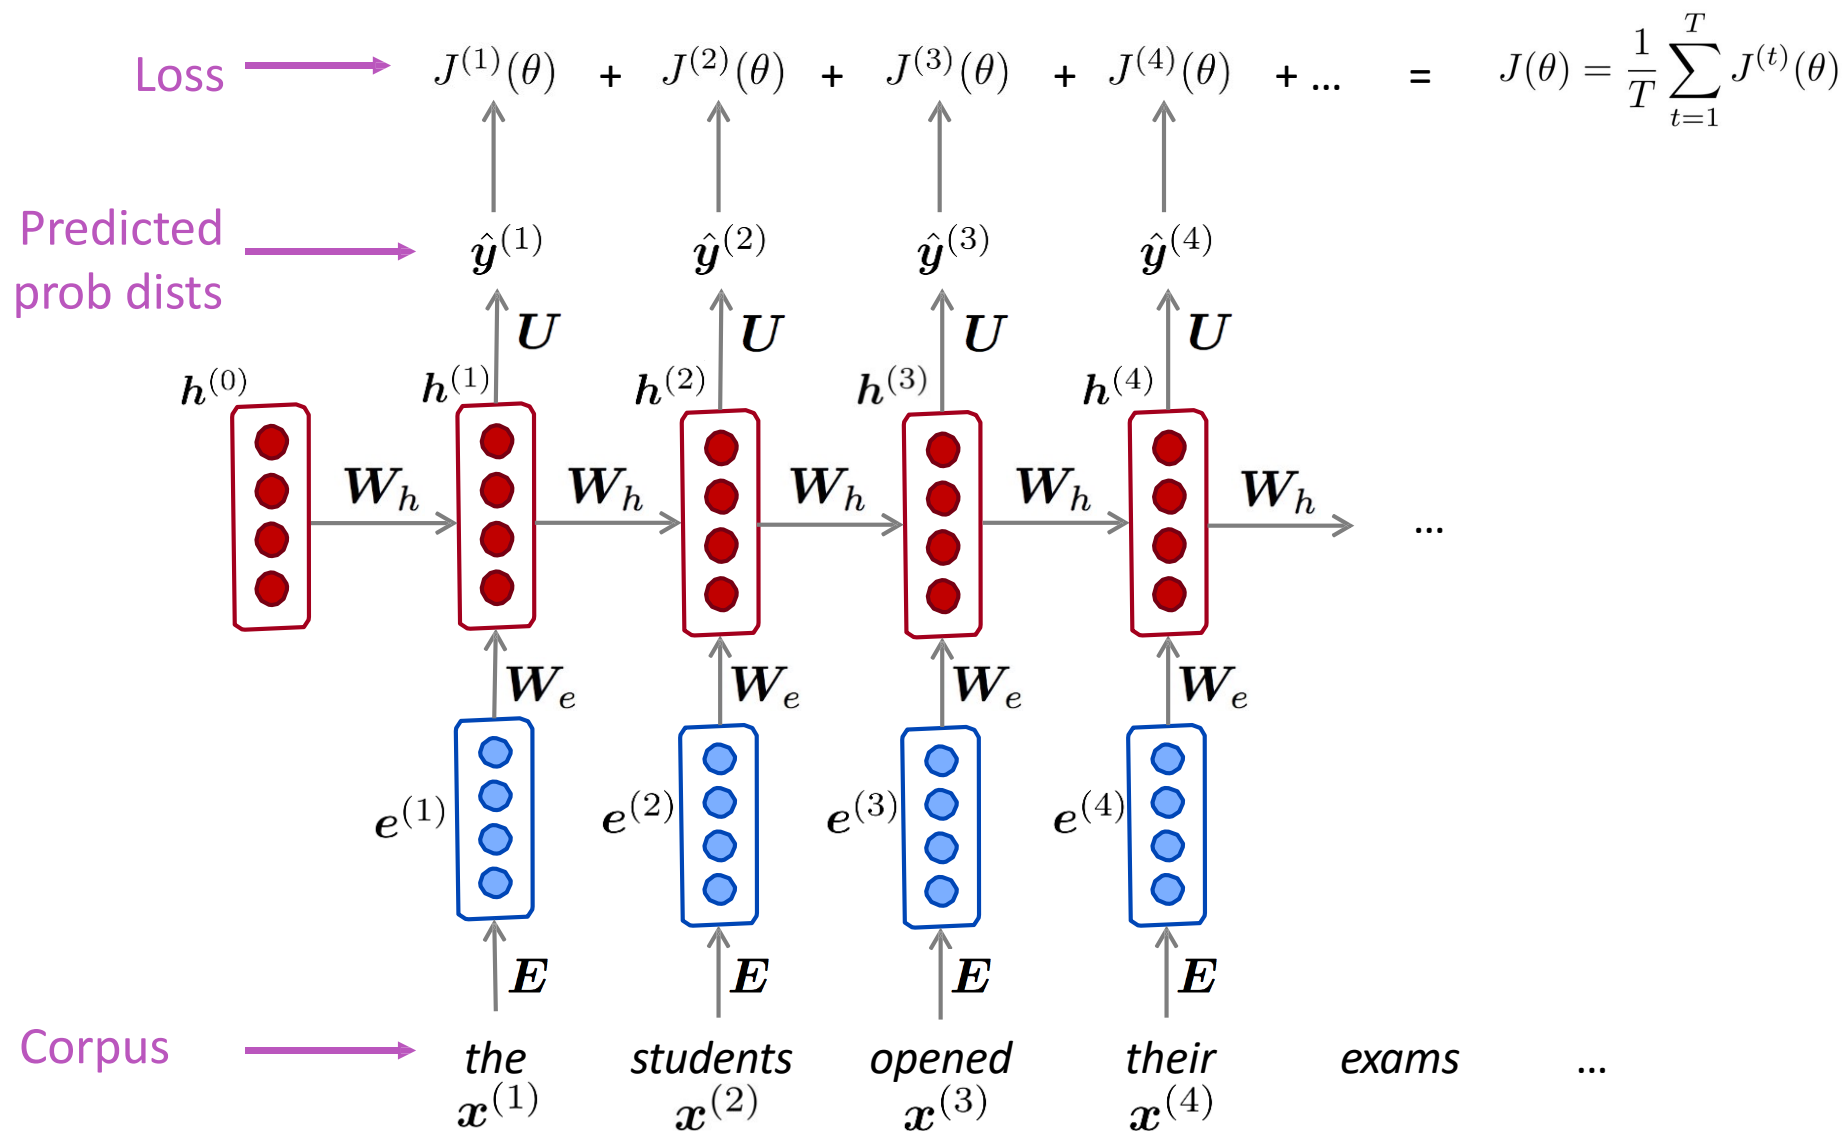 Loss J⁽¹⁾(θ) + J⁽²⁾(θ) + J⁽³⁾(θ) + J⁽⁴⁾(θ) + ... = J(θ) = 1/T ∑_{t=1}^{T} J⁽ᵗ⁾(θ)
Predicted
prob dists
ŷ⁽¹⁾ ŷ⁽²⁾ ŷ⁽³⁾ ŷ⁽⁴⁾
U U U U
h⁽⁰⁾ h⁽¹⁾ h⁽²⁾ h⁽³⁾ h⁽⁴⁾
W_h W_h W_h W_h W_h ...
W_e W_e W_e W_e
e⁽¹⁾ e⁽²⁾ e⁽³⁾ e⁽⁴⁾
E E E E
Corpus the students opened their exams ...
x⁽¹⁾ x⁽²⁾ x⁽³⁾ x⁽⁴⁾